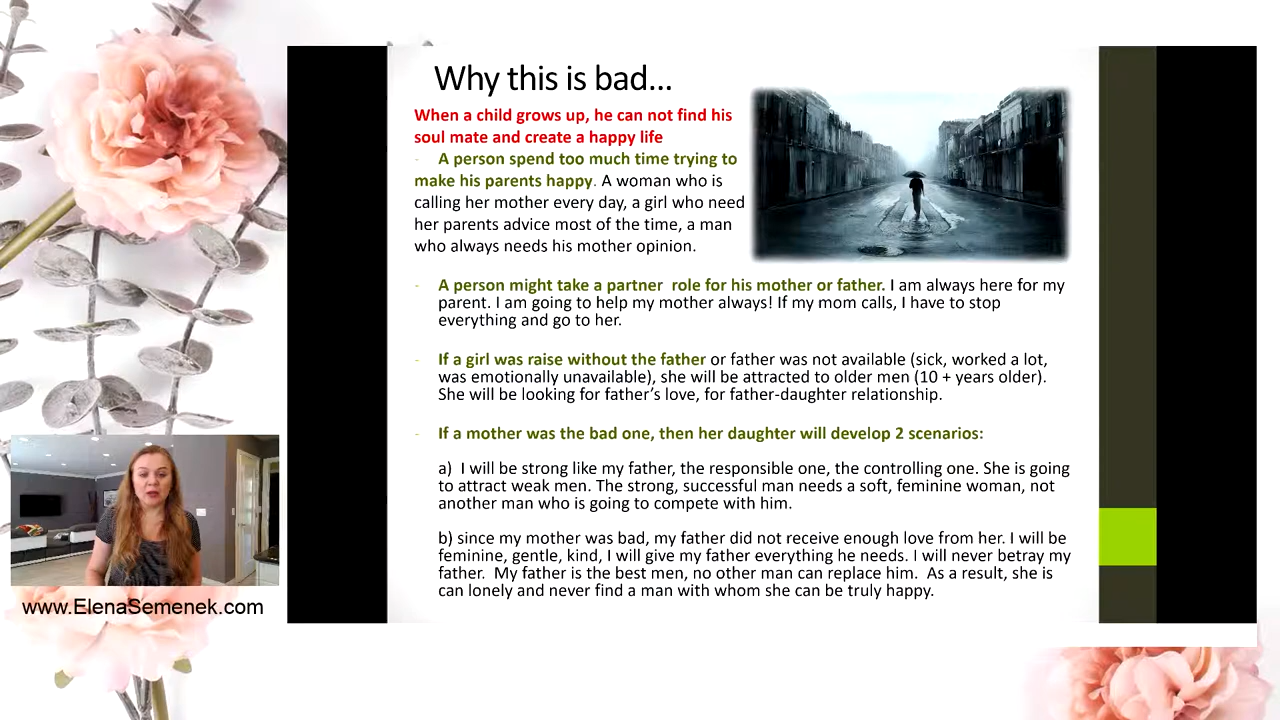 Why this is bad...
When a child grows up, he can not find his
soul mate and create a happy life
- A person spend too much time trying to
make his parents happy. A woman who is
calling her mother every day, a girl who need
her parents advice most of the time, a man
who always needs his mother opinion.
- A person might take a partner role for his mother or father. I am always here for my
parent. I am going to help my mother always! If my mom calls, I have to stop
everything and go to her.
- If a girl was raise without the father or father was not available (sick, worked a lot,
was emotionally unavailable), she will be attracted to older men (10 + years older).
She will be looking for father's love, for father-daughter relationship.
- If a mother was the bad one, then her daughter will develop 2 scenarios:
a) I will be strong like my father, the responsible one, the controlling one. She is going
to attract weak men. The strong, successful man needs a soft, feminine woman, not
another man who is going to compete with him.
b) since my mother was bad, my father did not receive enough love from her. I will be
feminine, gentle, kind, I will give my father everything he needs. I will never betray my
father. My father is the best men, no other man can replace him. As a result, she is
can lonely and never find a man with whom she can be truly happy.
www.ElenaSemenek.com